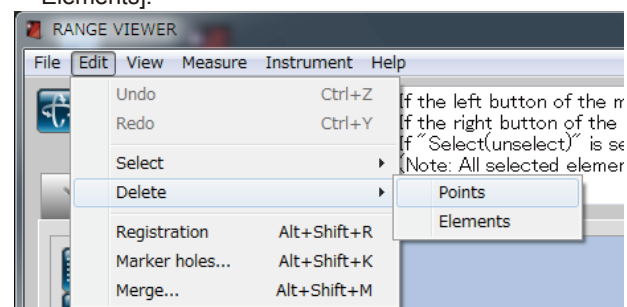 Elements].
RANGE VIEWER
File Edit View Measure Instrument Help
Undo Ctrl+Z
Redo Ctrl+Y
Select
Delete
Registration Alt+Shift+R
Marker holes... Alt+Shift+K
Merge... Alt+Shift+M
Points
Elements
If the left button of the m
If the right button of the
If "Select(unselect)" is se
(Note: All selected elemen